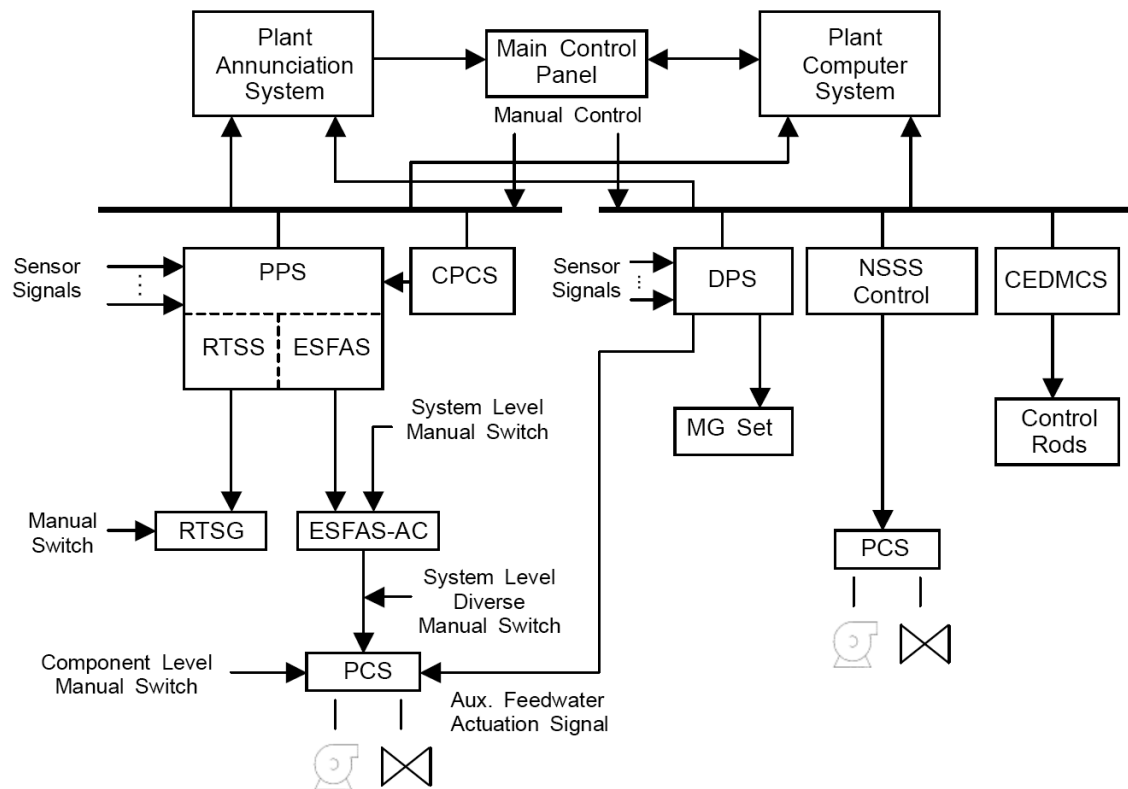 Plant
Annunciation
System
Main Control
Panel
Plant
Computer
System
Manual Control
Sensor
Signals
PPS
CPCS
RTSS
ESFAS
Sensor
Signals
DPS
NSSS
Control
CEDMCS
System Level
Manual Switch
MG Set
Control
Rods
Manual
Switch
RTSG
ESFAS-AC
PCS
System Level
Diverse
Manual Switch
Component Level
Manual Switch
PCS
Aux. Feedwater
Actuation Signal